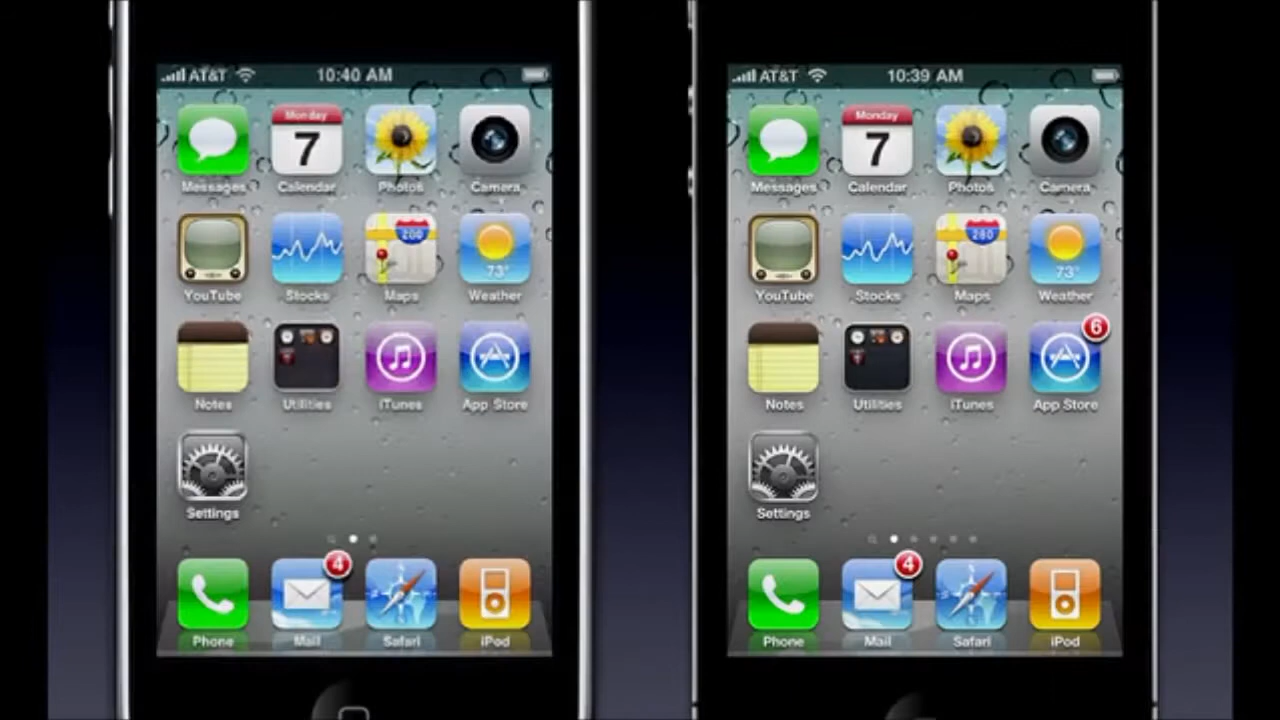 AT&T 10:40 AM
Messages Calendar Photos Camera
Monday
7
YouTube Stocks Maps Weather
73°
Notes Utilities iTunes App Store
Settings
4
Phone Mail Safari iPod
AT&T 10:39 AM
Monday
7
Messages Calendar Photos Camera
280
73°
YouTube Stocks Maps Weather
6
Notes Utilities iTunes App Store
Settings
4
Phone Mail Safari iPod